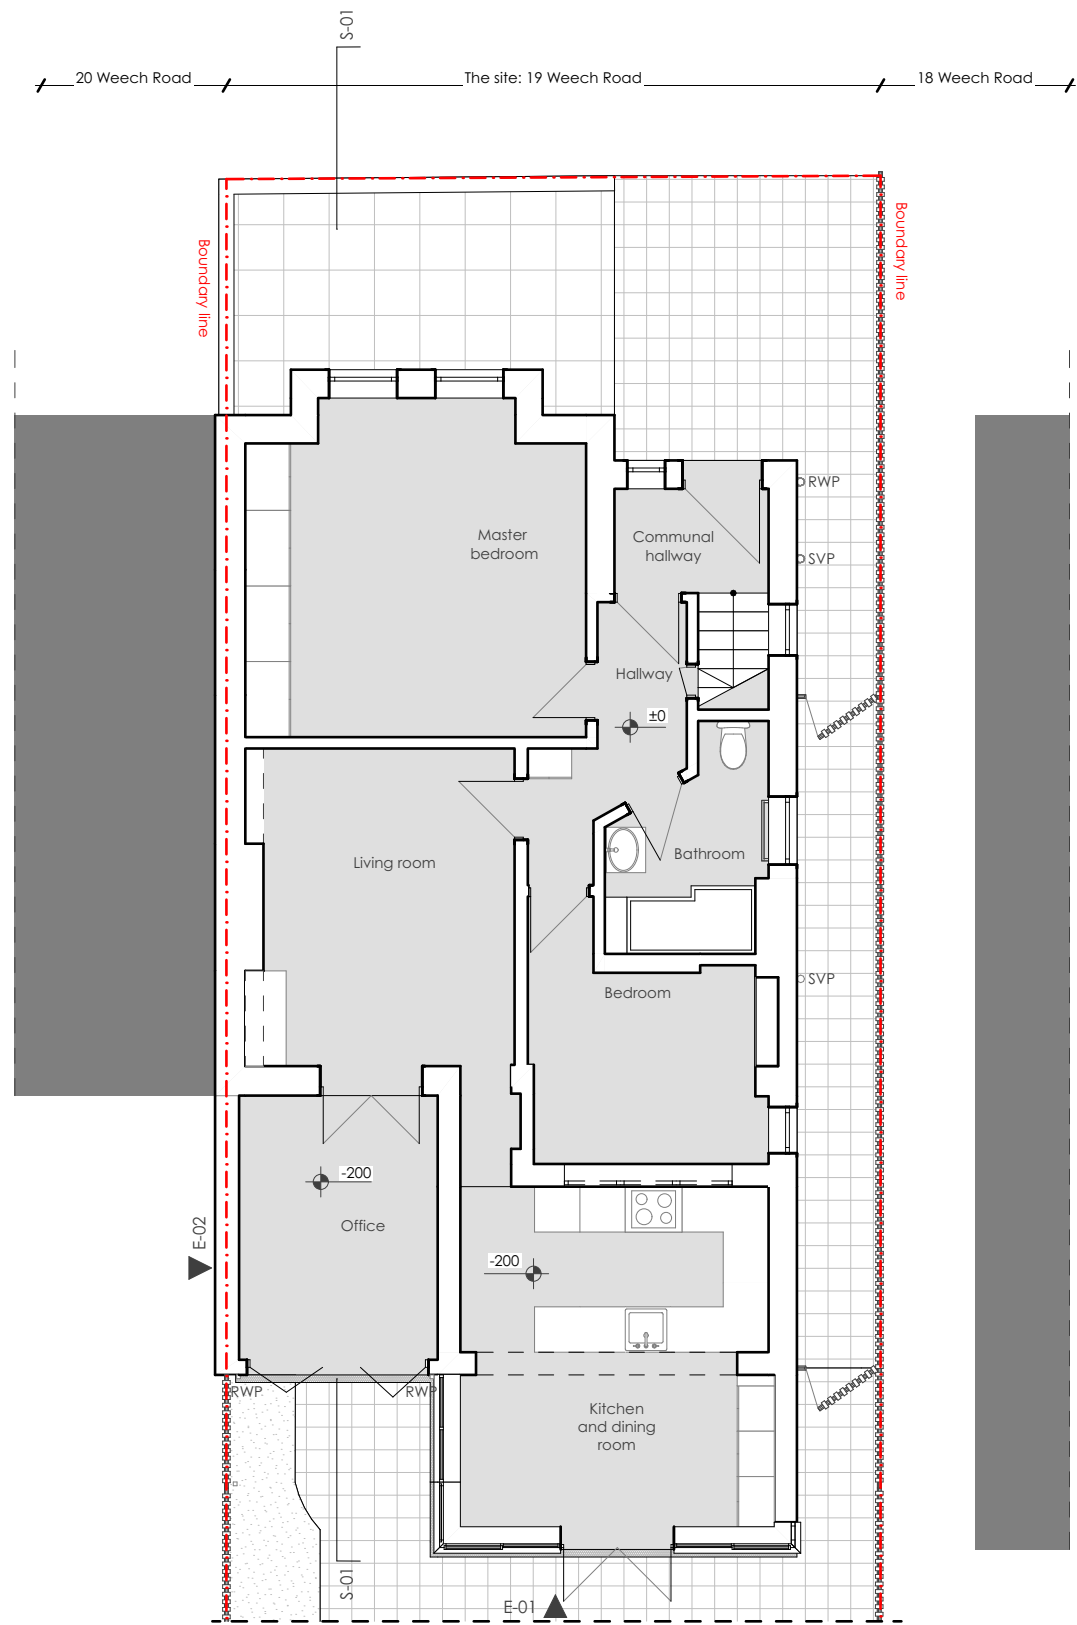 S-01
20 Weech Road
The site: 19 Weech Road
18 Weech Road
Boundary line
Boundary line
RWP
Master
bedroom
Communal
hallway
SVP
Hallway
±0
Living room
Bathroom
Bedroom
SVP
-200
Office
E-02
-200
RWP
RWP
Kitchen
and dining
room
S-01
E-01